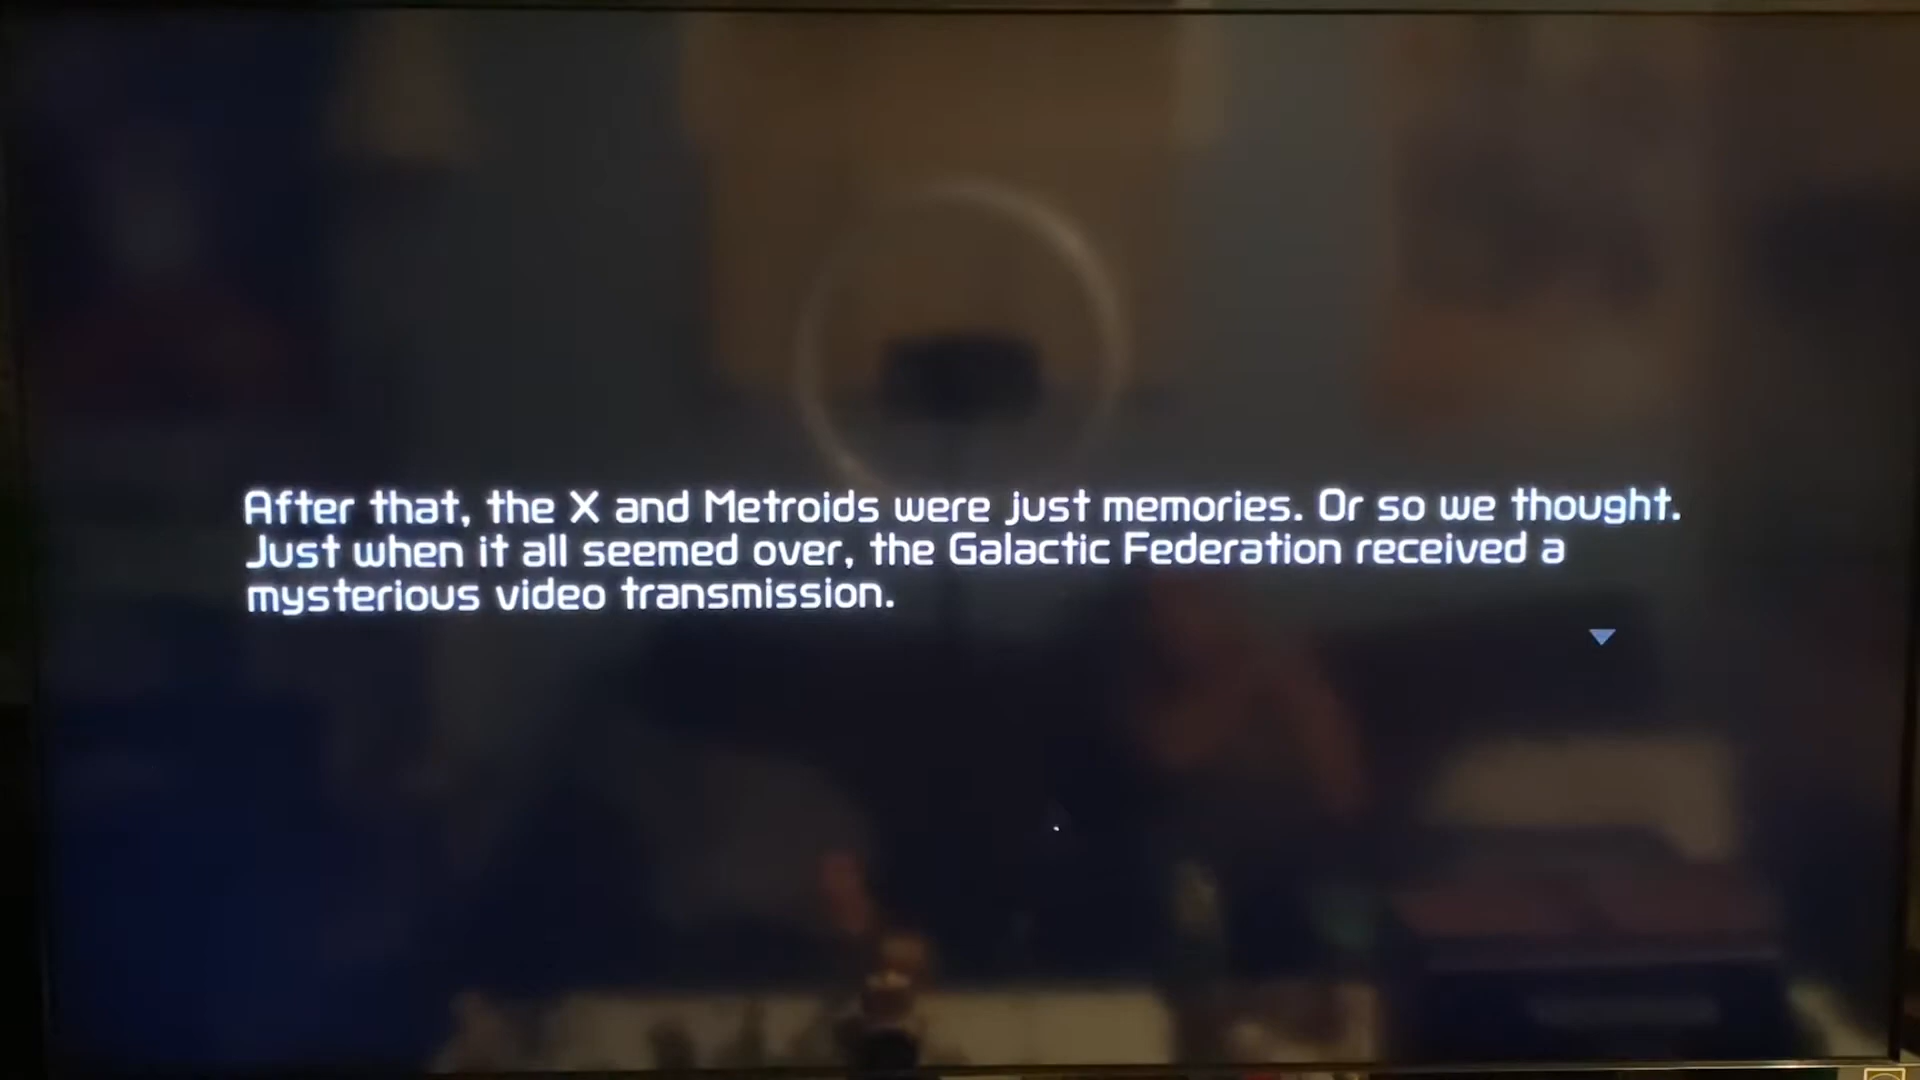 After that, the X and Metroids were just memories. Or so we thought.
Just when it all seemed over, the Galactic Federation received a
mysterious video transmission.